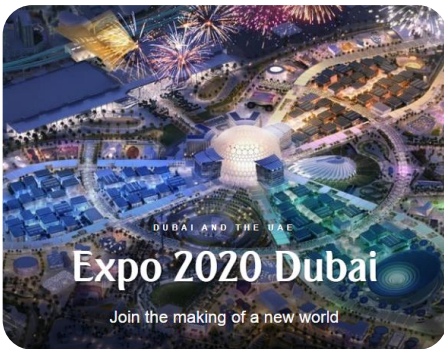 DUBAI AND THE UAE
Expo 2020 Dubai
Join the making of a new world